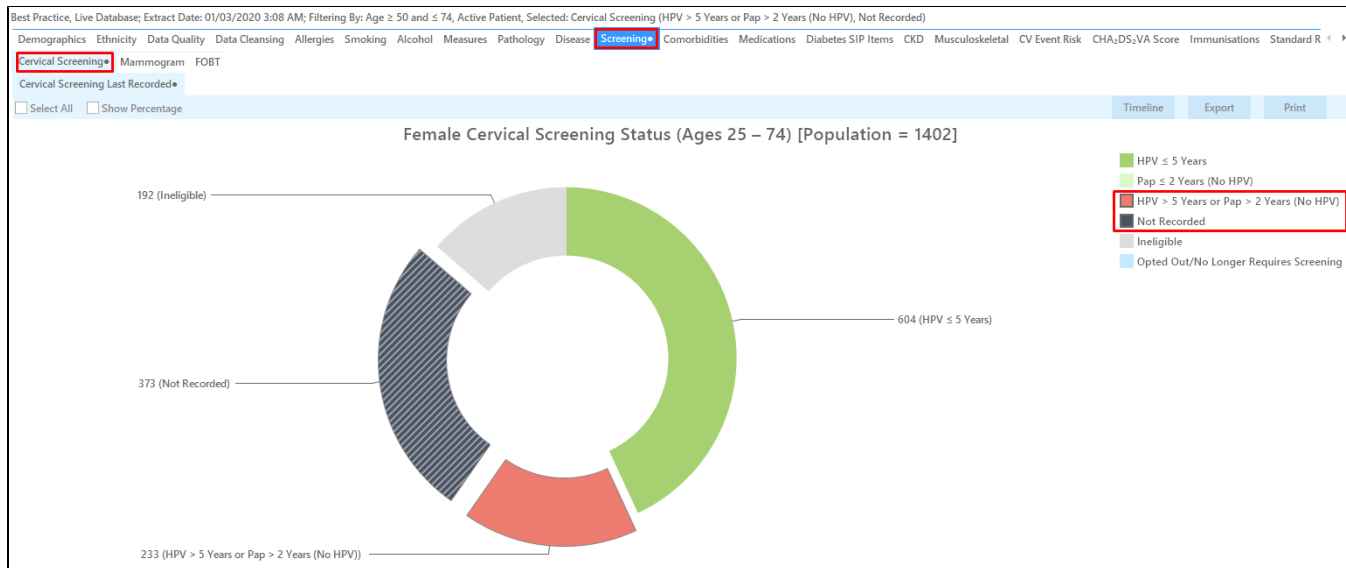 Best Practice, Live Database; Extract Date: 01/03/2020 3:08 AM; Filtering By: Age ≥ 50 and ≤ 74, Active Patient, Selected: Cervical Screening (HPV > 5 Years or Pap > 2 Years (No HPV), Not Recorded)
Demographics Ethnicity Data Quality Data Cleansing Allergies Smoking Alcohol Measures Pathology Disease Screening• Comorbidities Medications Diabetes SIP Items CKD Musculoskeletal CV Event Risk CHA₂DS₂VA Score Immunisations Standard R
Cervical Screening• Mammogram FOBT
Cervical Screening Last Recorded•
Select All Show Percentage Timeline Export Print
Female Cervical Screening Status (Ages 25 – 74) [Population = 1402]
HPV ≤ 5 Years
Pap ≤ 2 Years (No HPV)
HPV > 5 Years or Pap > 2 Years (No HPV)
Not Recorded
Ineligible
Opted Out/No Longer Requires Screening
192 (Ineligible)
604 (HPV ≤ 5 Years)
373 (Not Recorded)
233 (HPV > 5 Years or Pap > 2 Years (No HPV))